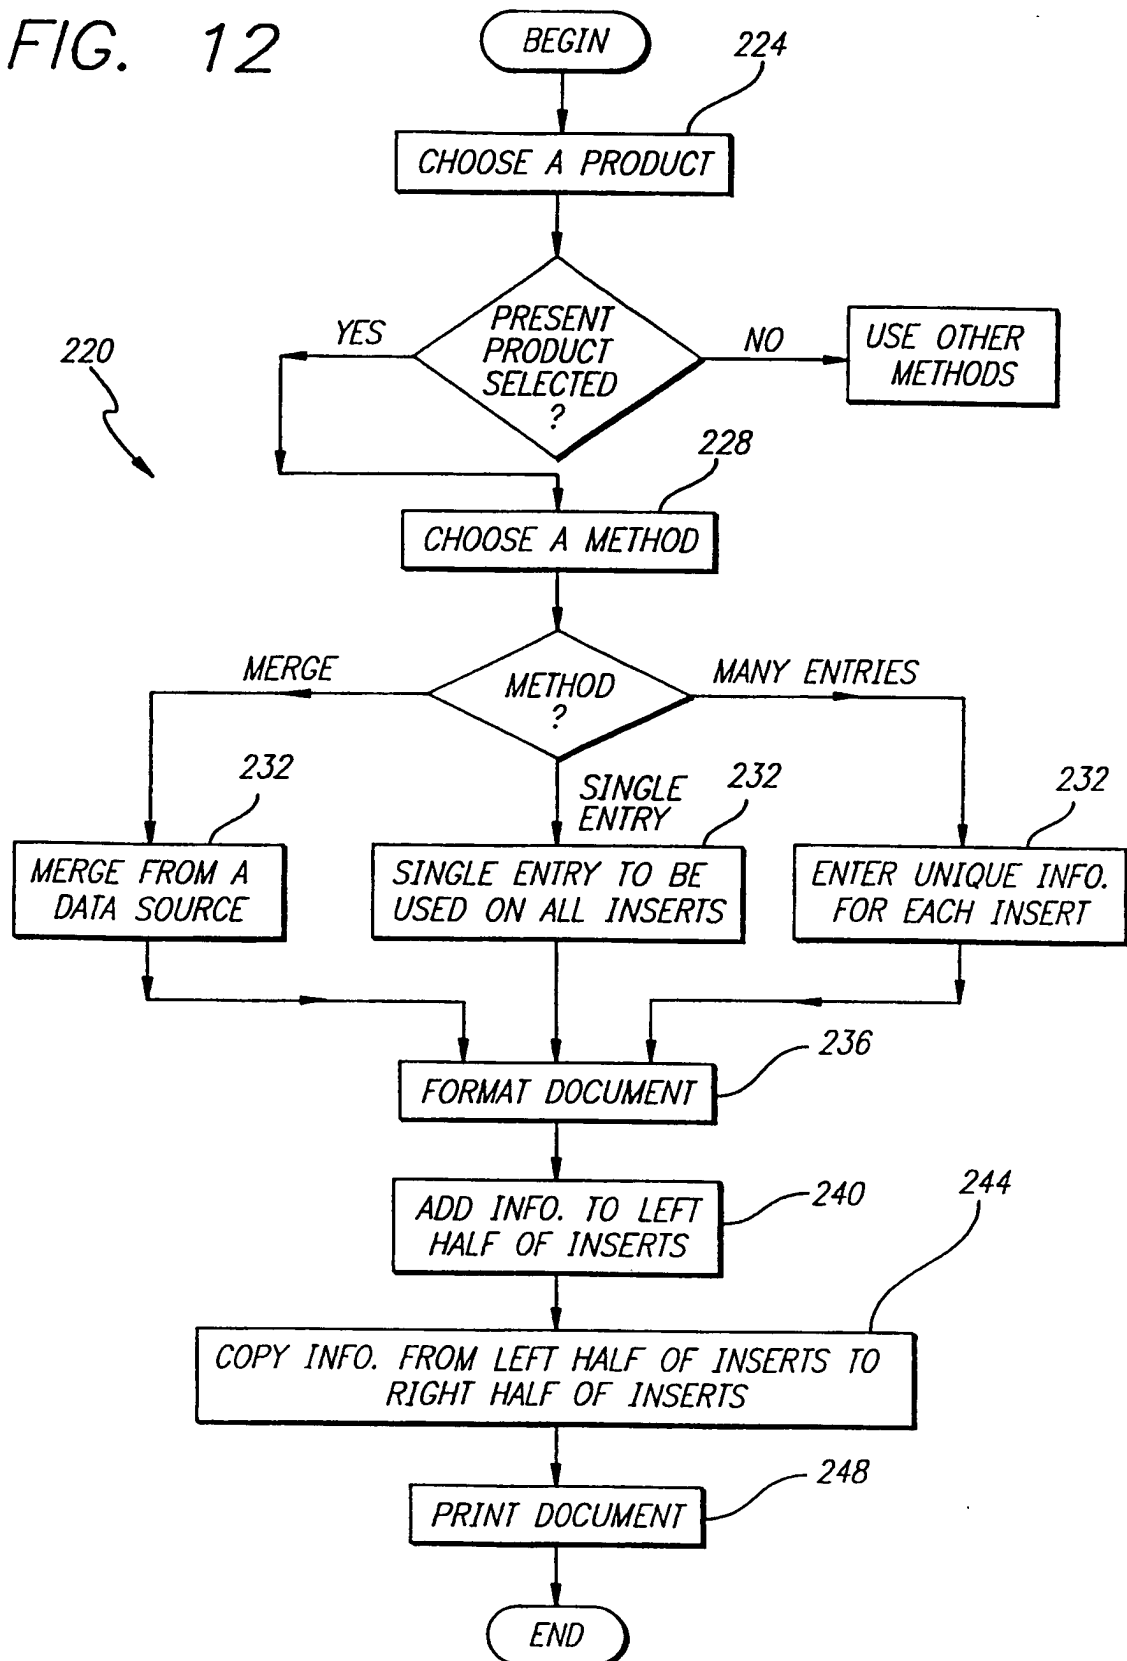 FIG. 12
BEGIN
224
CHOOSE A PRODUCT
PRESENT
PRODUCT
SELECTED
?
YES
NO
USE OTHER
METHODS
220
228
CHOOSE A METHOD
METHOD
?
MERGE
MANY ENTRIES
SINGLE
ENTRY
232
232
232
MERGE FROM A
DATA SOURCE
SINGLE ENTRY TO BE
USED ON ALL INSERTS
ENTER UNIQUE INFO.
FOR EACH INSERT
236
FORMAT DOCUMENT
240
ADD INFO. TO LEFT
HALF OF INSERTS
244
COPY INFO. FROM LEFT HALF OF INSERTS TO
RIGHT HALF OF INSERTS
248
PRINT DOCUMENT
END